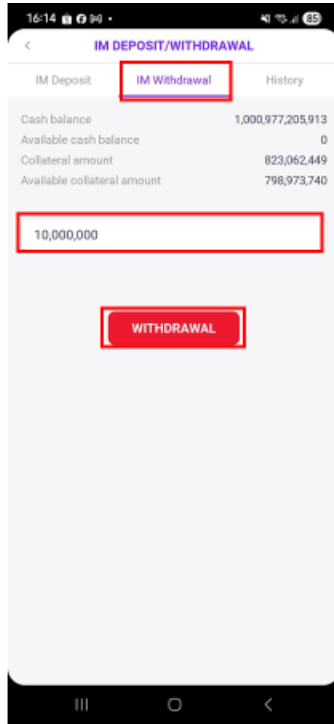 16:14
85
IM DEPOSIT/WITHDRAWAL
IM Deposit IM Withdrawal History
Cash balance 1,000,977,205,913
Available cash balance 0
Collateral amount 823,062,449
Available collateral amount 798,973,740
10,000,000
WITHDRAWAL